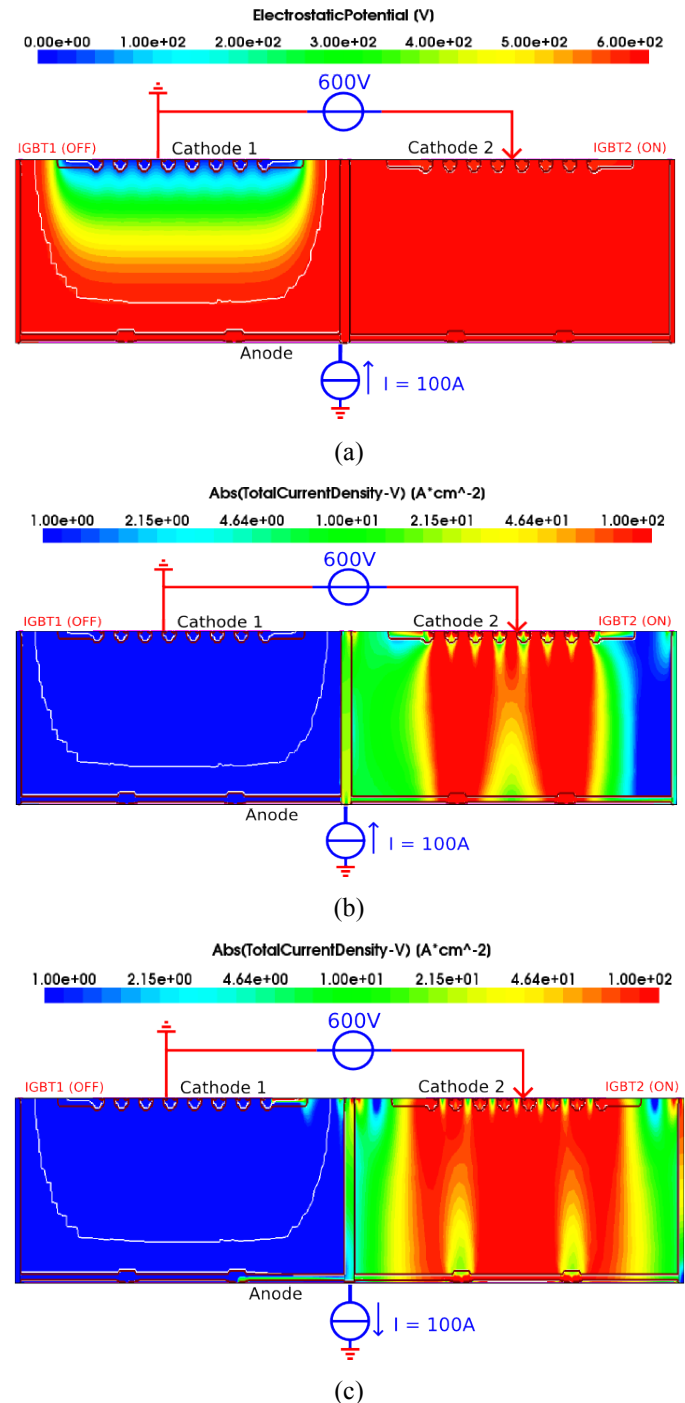 ElectrostaticPotential [V]
0.00e+00 1.00e+02 2.00e+02 3.00e+02 4.00e+02 5.00e+02 6.00e+02
600V
IGBT1 (OFF) Cathode 1 Cathode 2 IGBT2 (ON)
Anode
I = 100A
(a)
Abs(TotalCurrentDensity-V) [A*cm^-2]
1.00e+00 2.15e+00 4.64e+00 1.00e+01 2.15e+01 4.64e+01 1.00e+02
600V
IGBT1 (OFF) Cathode 1 Cathode 2 IGBT2 (ON)
Anode
I = 100A
(b)
Abs(TotalCurrentDensity-V) [A*cm^-2]
1.00e+00 2.15e+00 4.64e+00 1.00e+01 2.15e+01 4.64e+01 1.00e+02
600V
IGBT1 (OFF) Cathode 1 Cathode 2 IGBT2 (ON)
Anode
I = 100A
(c)